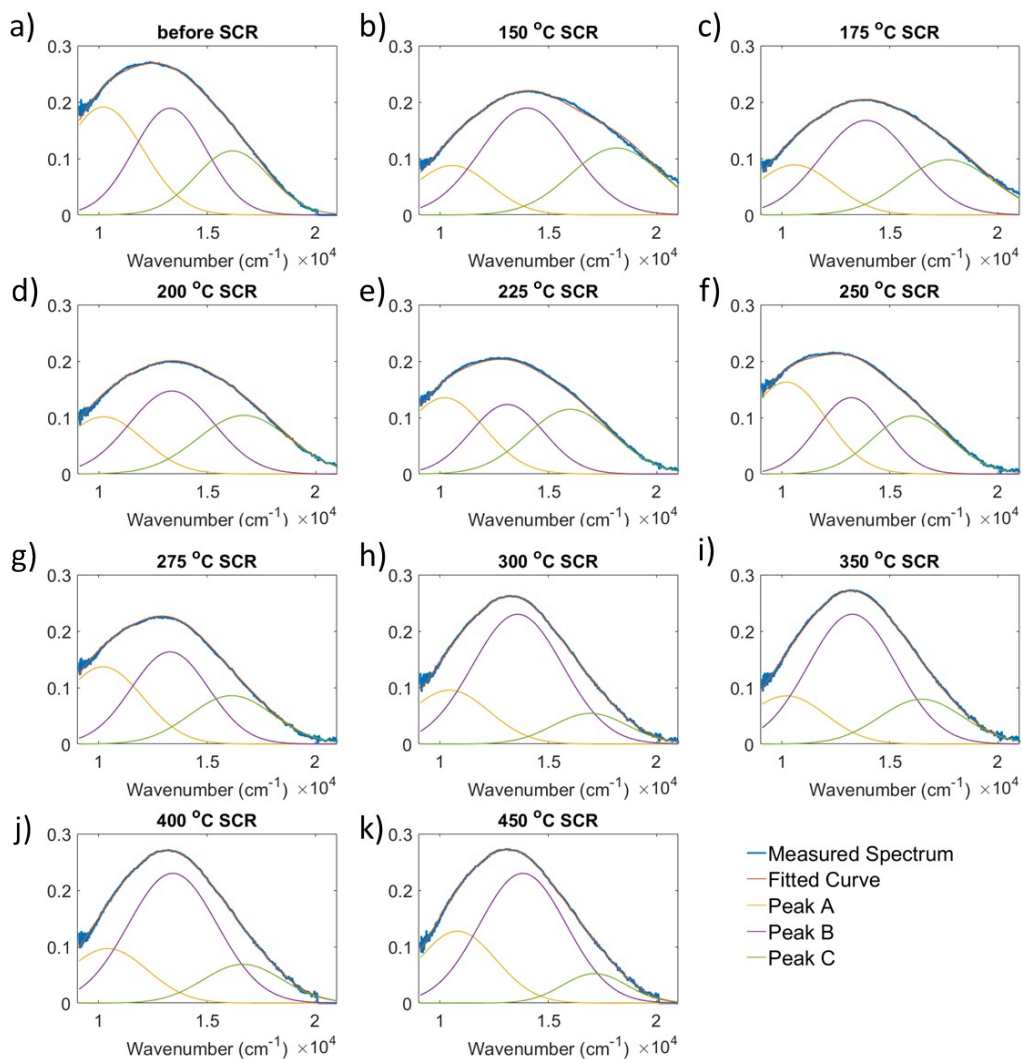 a) before SCR
0.3
0.2
0.1
0
1 1.5 2
Wavenumber (cm⁻¹) ×10⁴
b) 150 °C SCR
0.3
0.2
0.1
0
1 1.5 2
Wavenumber (cm⁻¹) ×10⁴
c) 175 °C SCR
0.3
0.2
0.1
0
1 1.5 2
Wavenumber (cm⁻¹) ×10⁴
d) 200 °C SCR
0.3
0.2
0.1
0
1 1.5 2
Wavenumber (cm⁻¹) ×10⁴
e) 225 °C SCR
0.3
0.2
0.1
0
1 1.5 2
Wavenumber (cm⁻¹) ×10⁴
f) 250 °C SCR
0.3
0.2
0.1
0
1 1.5 2
Wavenumber (cm⁻¹) ×10⁴
g) 275 °C SCR
0.3
0.2
0.1
0
1 1.5 2
Wavenumber (cm⁻¹) ×10⁴
h) 300 °C SCR
0.3
0.2
0.1
0
1 1.5 2
Wavenumber (cm⁻¹) ×10⁴
i) 350 °C SCR
0.3
0.2
0.1
0
1 1.5 2
Wavenumber (cm⁻¹) ×10⁴
j) 400 °C SCR
0.3
0.2
0.1
0
1 1.5 2
Wavenumber (cm⁻¹) ×10⁴
k) 450 °C SCR
0.3
0.2
0.1
0
1 1.5 2
Wavenumber (cm⁻¹) ×10⁴
Measured Spectrum
Fitted Curve
Peak A
Peak B
Peak C